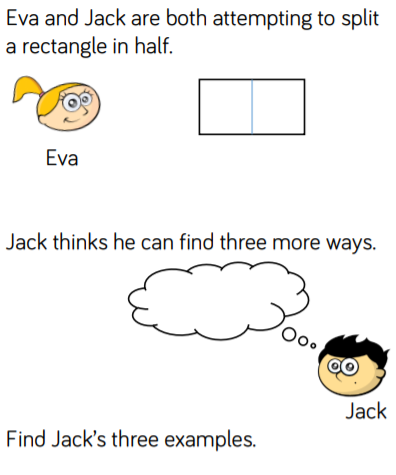 Eva and Jack are both attempting to split
a rectangle in half.
Eva
Jack thinks he can find three more ways.
Jack
Find Jack’s three examples.